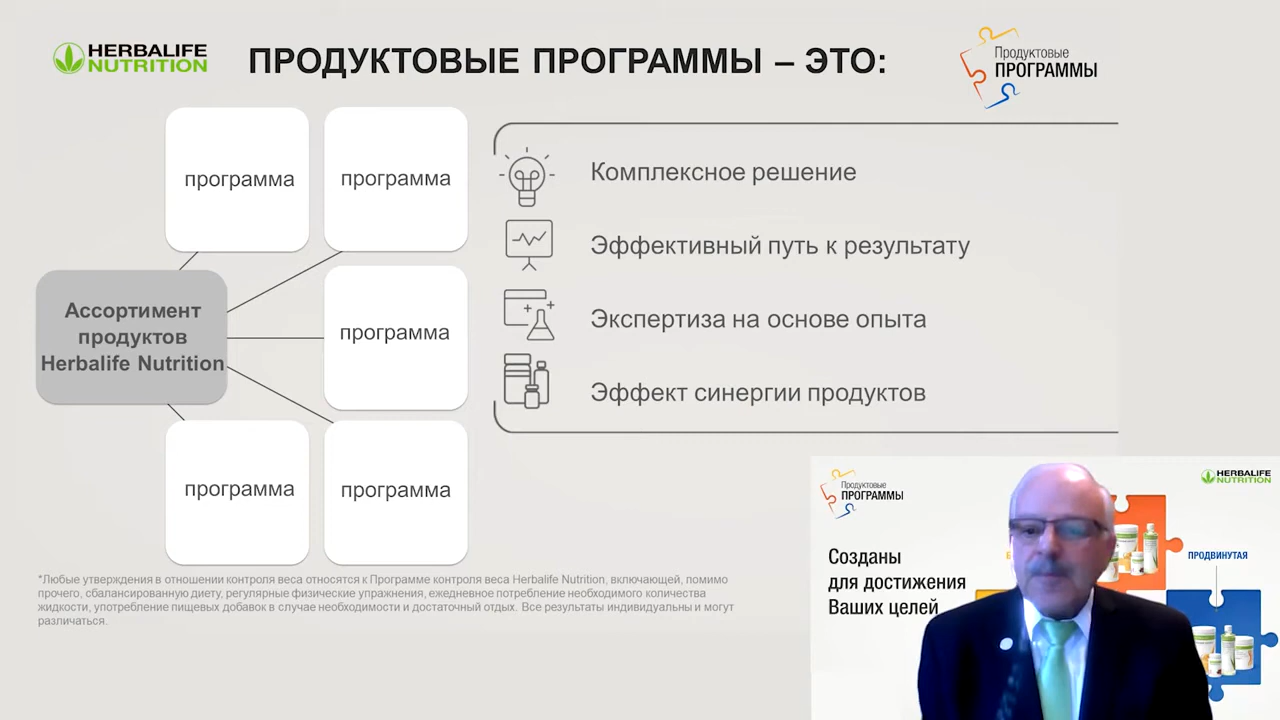 HERBALIFE
NUTRITION
ПРОДУКТОВЫЕ ПРОГРАММЫ – ЭТО:
Продуктовые
ПРОГРАММЫ
программа
программа
Ассортимент
продуктов
Herbalife Nutrition
программа
программа
программа
Комплексное решение
Эффективный путь к результату
Экспертиза на основе опыта
Эффект синергии продуктов
*Любые утверждения в отношении контроля веса относятся к Программе контроля веса Herbalife Nutrition, включающей, помимо
прочего, сбалансированную диету, регулярные физические упражнения, ежедневное потребление необходимого количества
жидкости, употребление пищевых добавок в случае необходимости и достаточный отдых. Все результаты индивидуальны и могут
различаться.
Продуктовые
ПРОГРАММЫ
HERBALIFE
NUTRITION
Созданы
для достижения
Ваших целей
ПРОДВИНУТАЯ